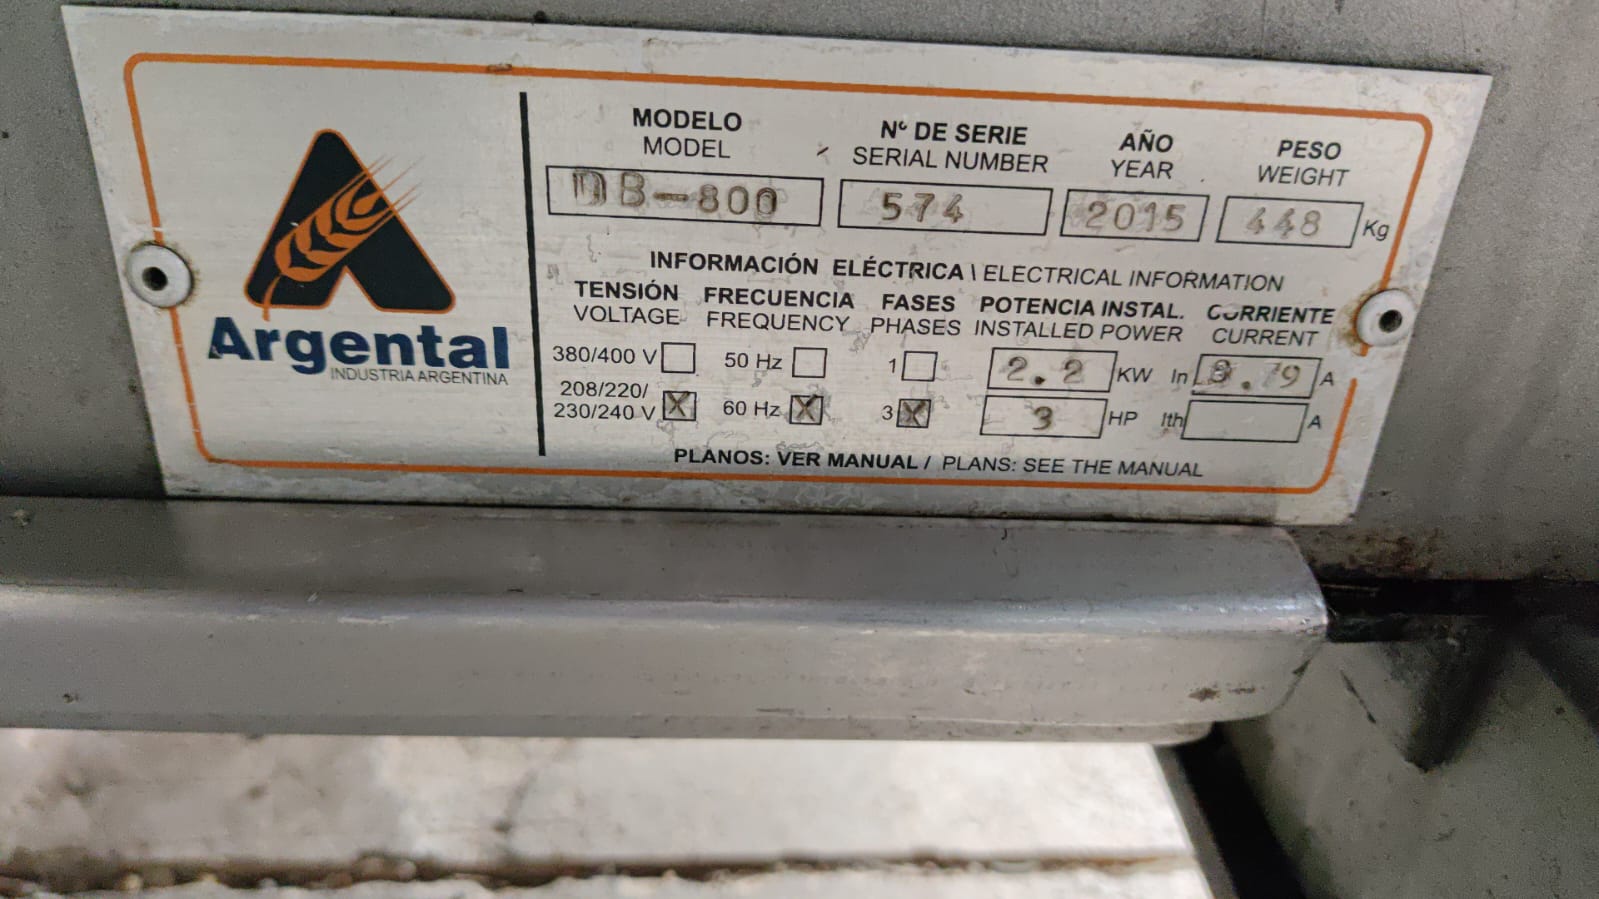 MODELO Nº DE SERIE AÑO PESO
MODEL SERIAL NUMBER YEAR WEIGHT
DB-800 574 2015 448 Kg
INFORMACIÓN ELÉCTRICA \ ELECTRICAL INFORMATION
TENSIÓN FRECUENCIA FASES POTENCIA INSTAL. CORRIENTE
VOLTAGE FREQUENCY PHASES INSTALLED POWER CURRENT
380/400 V 50 Hz 1 2.2 KW In A
208/220/
230/240 V X 60 Hz X 3 X 3 HP Ith A
PLANOS: VER MANUAL / PLANS: SEE THE MANUAL
Argental
INDUSTRIA ARGENTINA